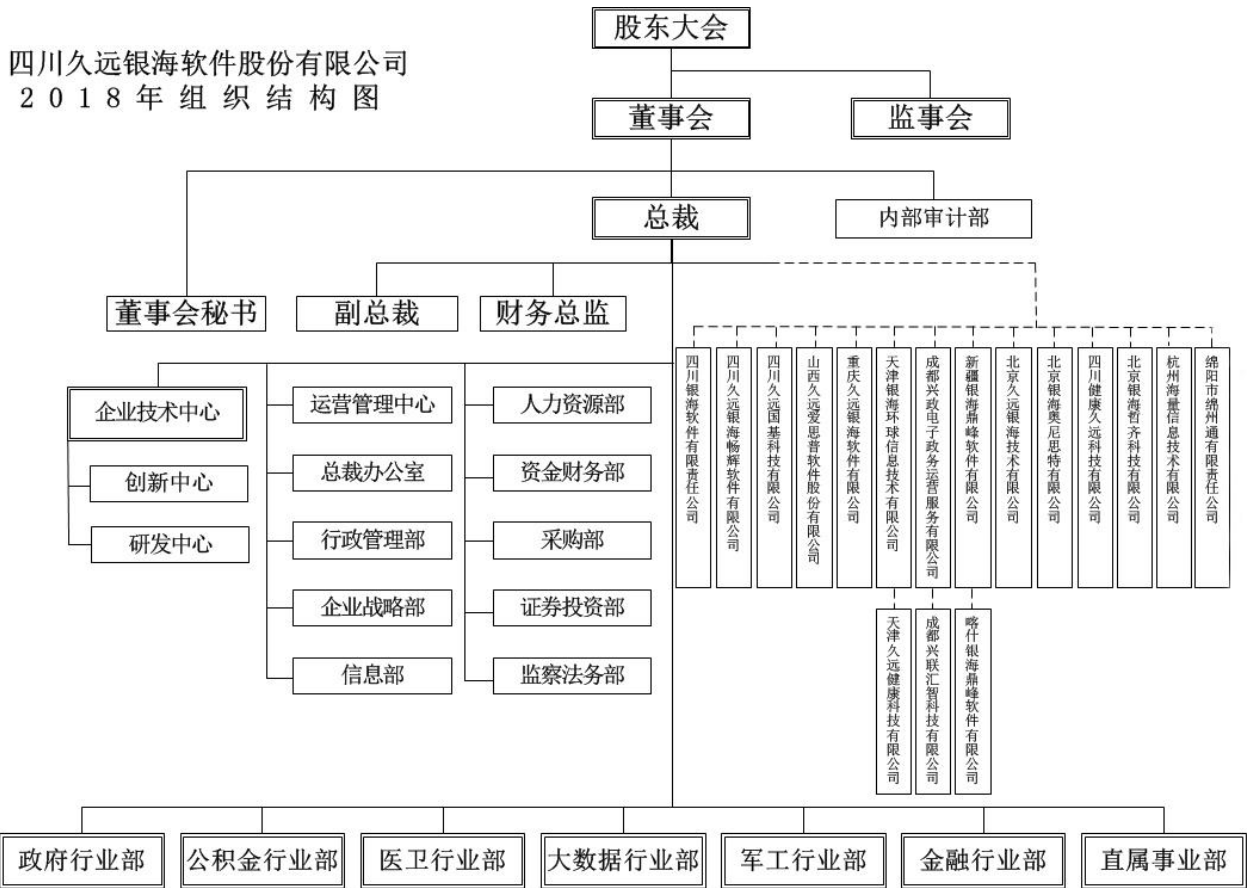 股东大会
四川久远银海软件股份有限公司
2018年组织结构图
董事会
监事会
总裁
内部审计部
董事会秘书
副总裁
财务总监
企业技术中心
创新中心
研发中心
运营管理中心
总裁办公室
行政管理部
企业战略部
信息部
人力资源部
资金财务部
采购部
证券投资部
监察法务部
四川银海软件有限责任公司
四川久远银海畅辉软件有限公司
四川久远国基科技有限公司
山西久远爱思普软件股份有限公司
重庆久远银海软件有限公司
天津银海环球信息技术有限公司
成都兴政电子政务运营服务有限公司
新疆银海鼎峰软件有限公司
北京久远银海技术有限公司
北京银海奥尼思特有限公司
四川健康久远科技有限公司
北京银海哲齐科技有限公司
杭州海量信息技术有限公司
绵阳市绵州通有限责任公司
天津久远健康科技有限公司
成都兴联汇智科技有限公司
喀什银海鼎峰软件有限公司
政府行业部
公积金行业部
医卫行业部
大数据行业部
军工行业部
金融行业部
直属事业部